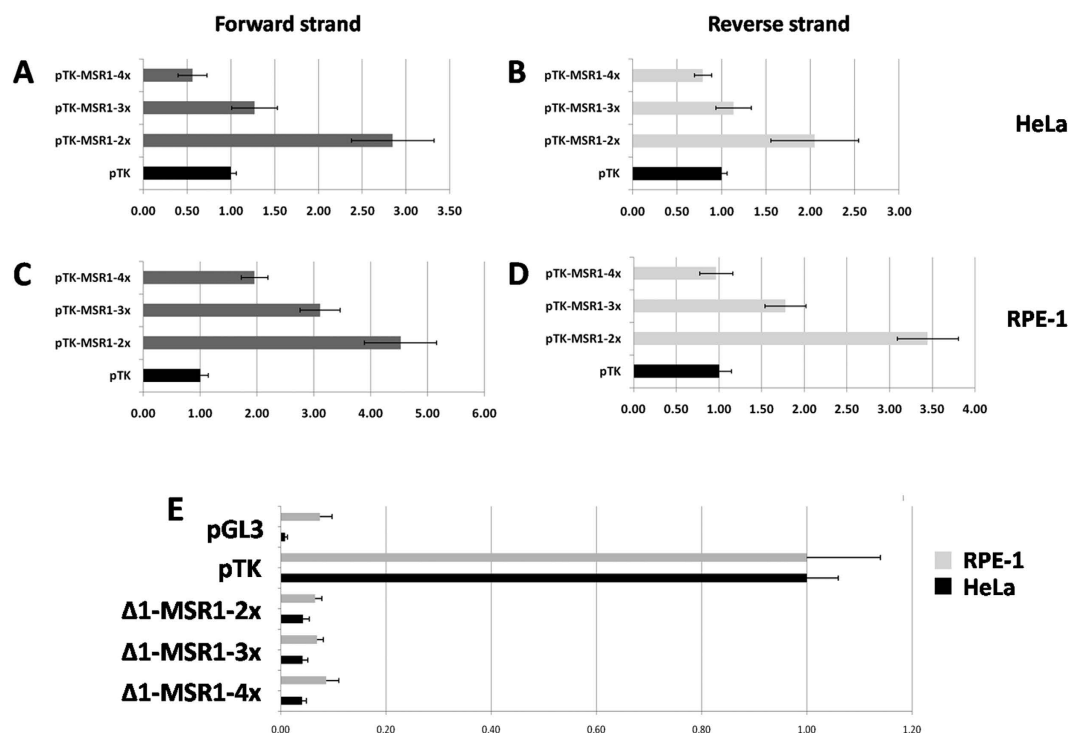 Forward strand
Reverse strand
A
pTK-MSR1-4x
pTK-MSR1-3x
pTK-MSR1-2x
pTK
0.00 0.50 1.00 1.50 2.00 2.50 3.00 3.50
B
pTK-MSR1-4x
pTK-MSR1-3x
pTK-MSR1-2x
pTK
0.00 0.50 1.00 1.50 2.00 2.50 3.00
HeLa
C
pTK-MSR1-4x
pTK-MSR1-3x
pTK-MSR1-2x
pTK
0.00 1.00 2.00 3.00 4.00 5.00 6.00
D
pTK-MSR1-4x
pTK-MSR1-3x
pTK-MSR1-2x
pTK
0.00 0.50 1.00 1.50 2.00 2.50 3.00 3.50 4.00
RPE-1
E
pGL3
pTK
Δ1-MSR1-2x
Δ1-MSR1-3x
Δ1-MSR1-4x
0.00 0.20 0.40 0.60 0.80 1.00 1.20
RPE-1
HeLa